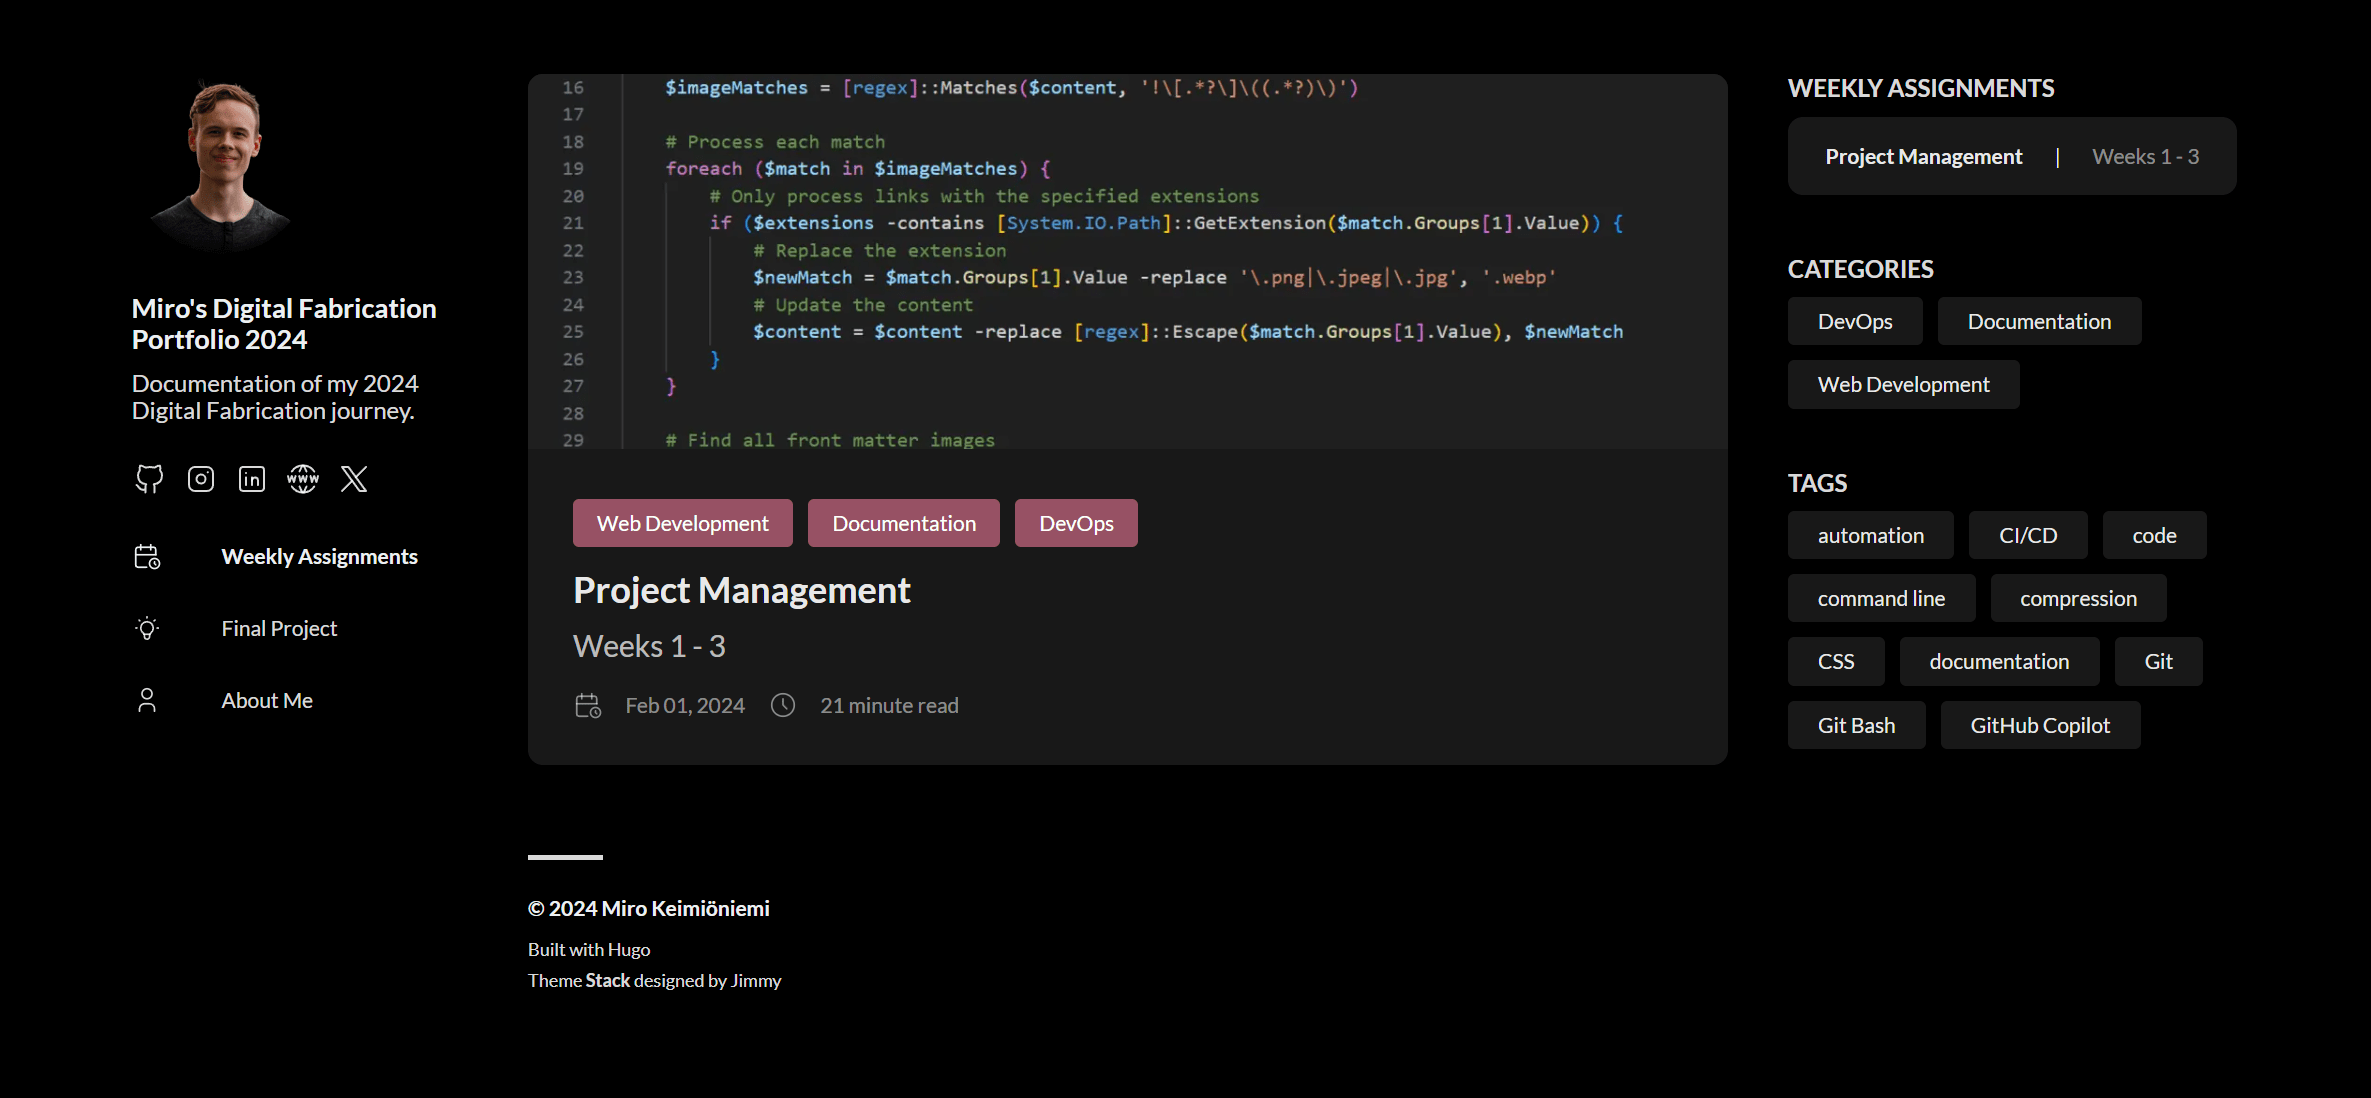 Miro's Digital Fabrication
Portfolio 2024
Documentation of my 2024
Digital Fabrication journey.
WWW
Weekly Assignments
Final Project
About Me
16 $imageMatches = [regex]::Matches($content, '!\[.*?\]\((.*?)\)')
17
18 # Process each match
19 foreach ($match in $imageMatches) {
20 # Only process links with the specified extensions
21 if ($extensions -contains [System.IO.Path]::GetExtension($match.Groups[1].Value)) {
22 # Replace the extension
23 $newMatch = $match.Groups[1].Value -replace '\.png|\.jpeg|\.jpg', '.webp'
24 # Update the content
25 $content = $content -replace [regex]::Escape($match.Groups[1].Value), $newMatch
26 }
27 }
28
29 # Find all front matter images
Web Development Documentation DevOps
Project Management
Weeks 1 - 3
Feb 01, 2024 21 minute read
© 2024 Miro Keimiöniemi
Built with Hugo
Theme Stack designed by Jimmy
WEEKLY ASSIGNMENTS
Project Management | Weeks 1 - 3
CATEGORIES
DevOps Documentation
Web Development
TAGS
automation CI/CD code
command line compression
CSS documentation Git
Git Bash GitHub Copilot